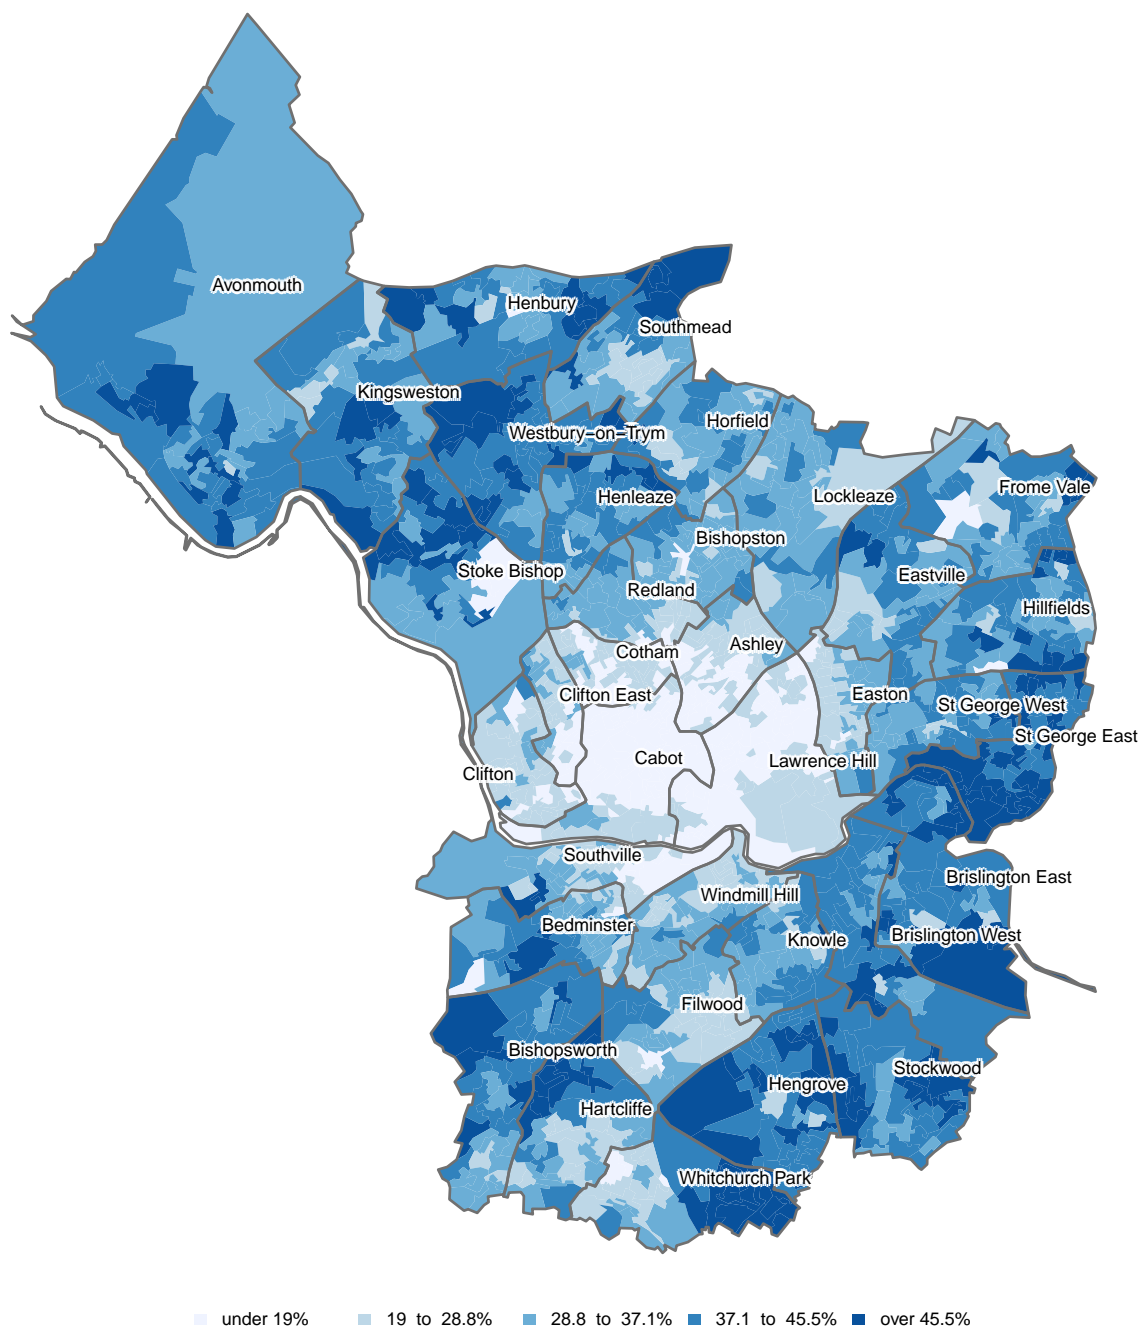 Avonmouth
Henbury
Southmead
Kingsweston
Westbury-on-Trym
Horfield
Henleaze
Lockleaze
Frome Vale
Bishopston
Stoke Bishop
Eastville
Redland
Hillfields
Ashley
Cotham
Clifton East
Easton
St George West
St George East
Cabot
Lawrence Hill
Clifton
Southville
Brislington East
Windmill Hill
Bedminster
Brislington West
Knowle
Filwood
Bishopsworth
Stockwood
Hengrove
Hartcliffe
Whitchurch Park
under 19% 19 to 28.8% 28.8 to 37.1% 37.1 to 45.5% over 45.5%